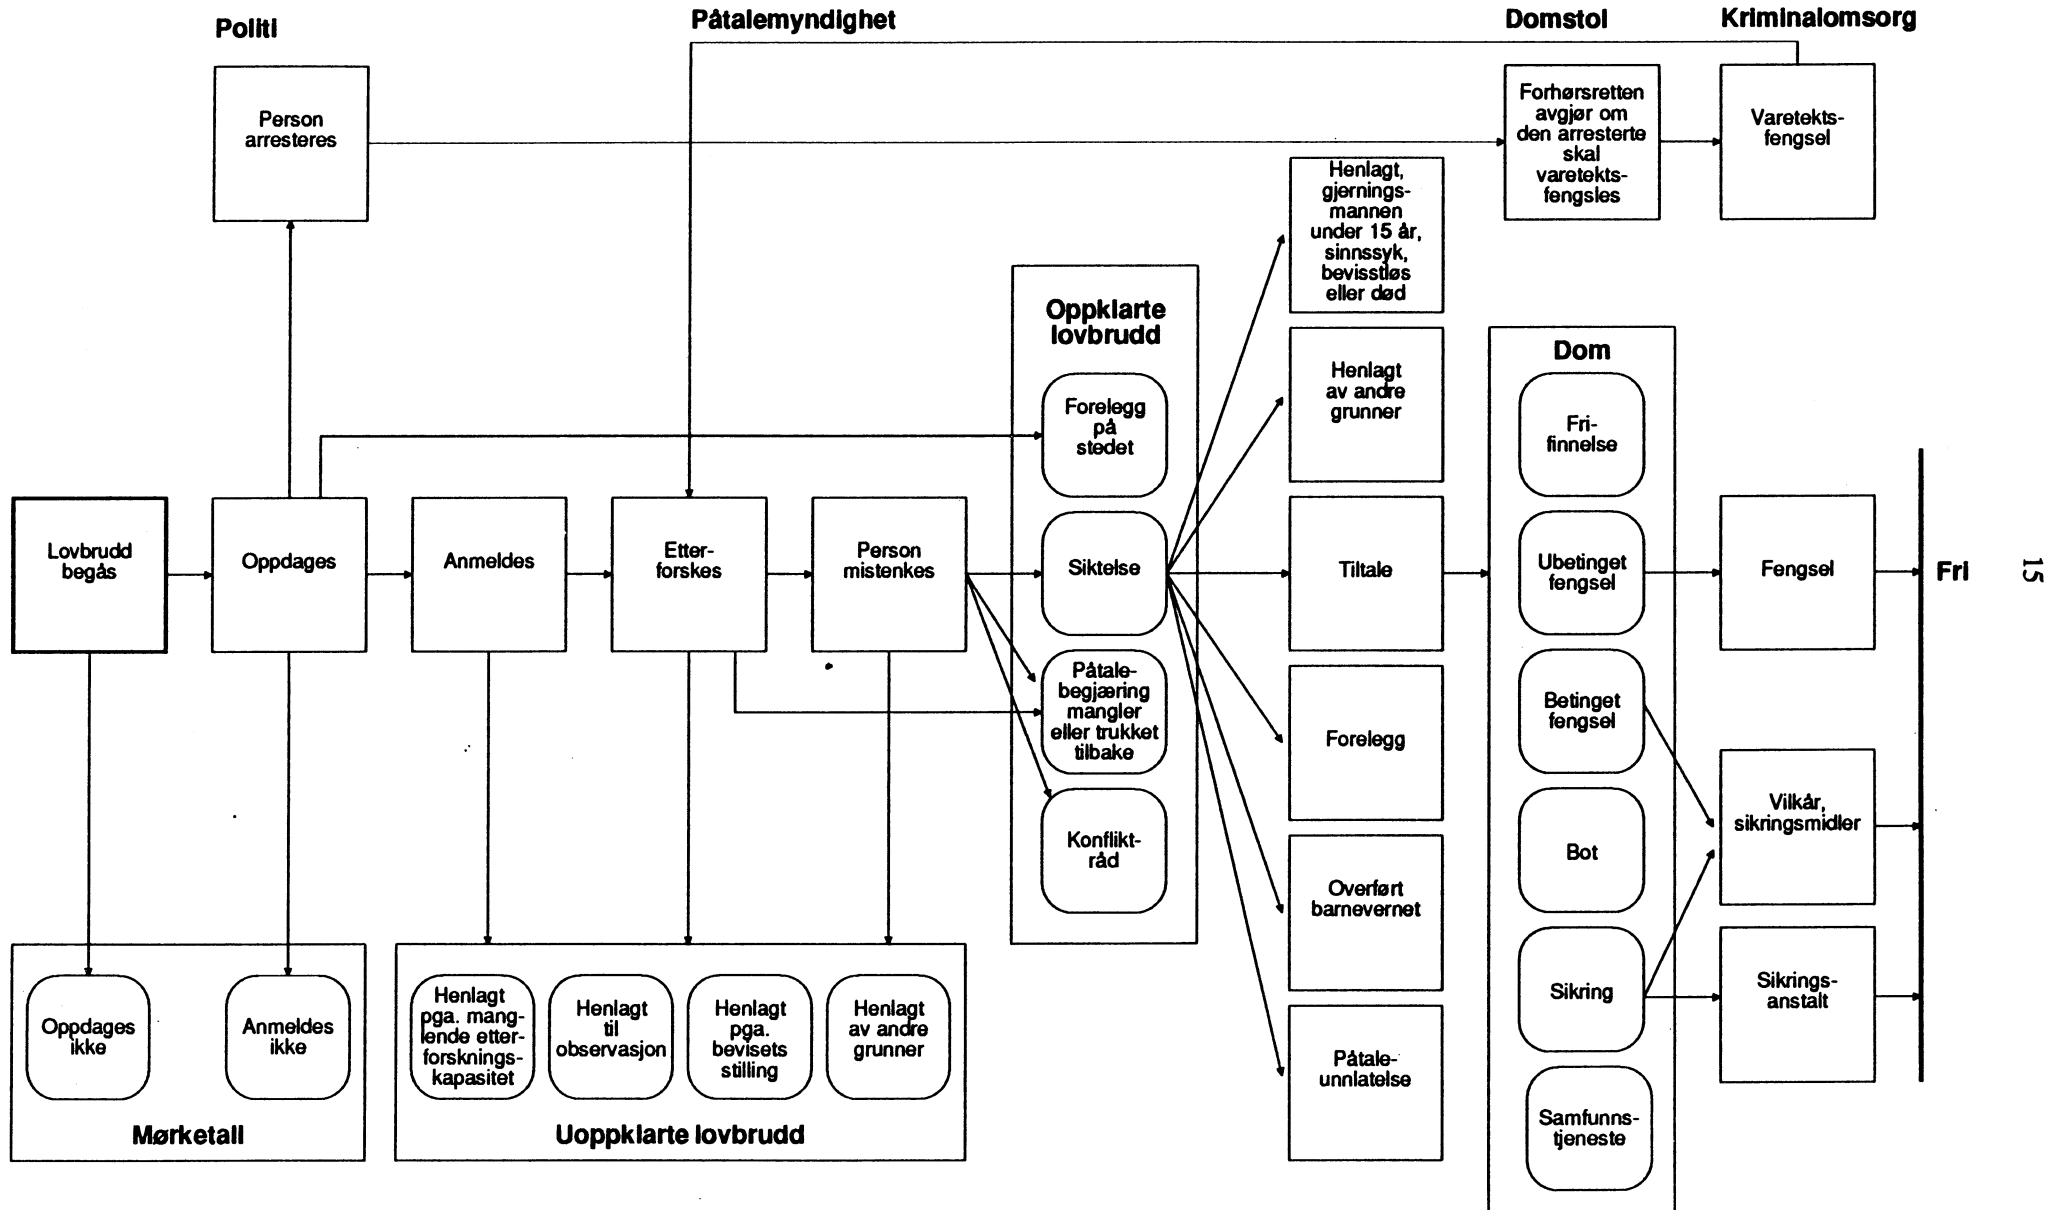 Politi
Påtalemyndighet
Domstol
Kriminalomsorg
Person
arresteres
Forhørsretten
avgjør om
den arresterte
skal
varetekts-
fengsles
Varetekts-
fengsel
Henlagt,
gjernings-
mannen
under 15 år,
sinnssyk,
bevisstløs
eller død
Oppklarte
lovbrudd
Forelegg
på
stedet
Henlagt
av andre
grunner
Dom
Fri-
finnelse
Lovbrudd
begås
Oppdages
Anmeldes
Etter-
forskes
Person
mistenkes
Siktelse
Tiltale
Ubetinget
fengsel
Fengsel
Fri
15
Påtale-
begjæring
mangler
eller trukket
tilbake
Forelegg
Betinget
fengsel
Konflikt-
råd
Overført
barnevernet
Bot
Vilkår,
sikringsmidler
Sikring
Sikrings-
anstalt
Påtale-
unnlatelse
Samfunns-
tjeneste
Oppdages
ikke
Anmeldes
ikke
Mørketall
Henlagt
pga. mang-
lende etter-
forsknings-
kapasitet
Henlagt
til
observasjon
Henlagt
pga.
bevisets
stilling
Henlagt
av andre
grunner
Uoppklarte lovbrudd